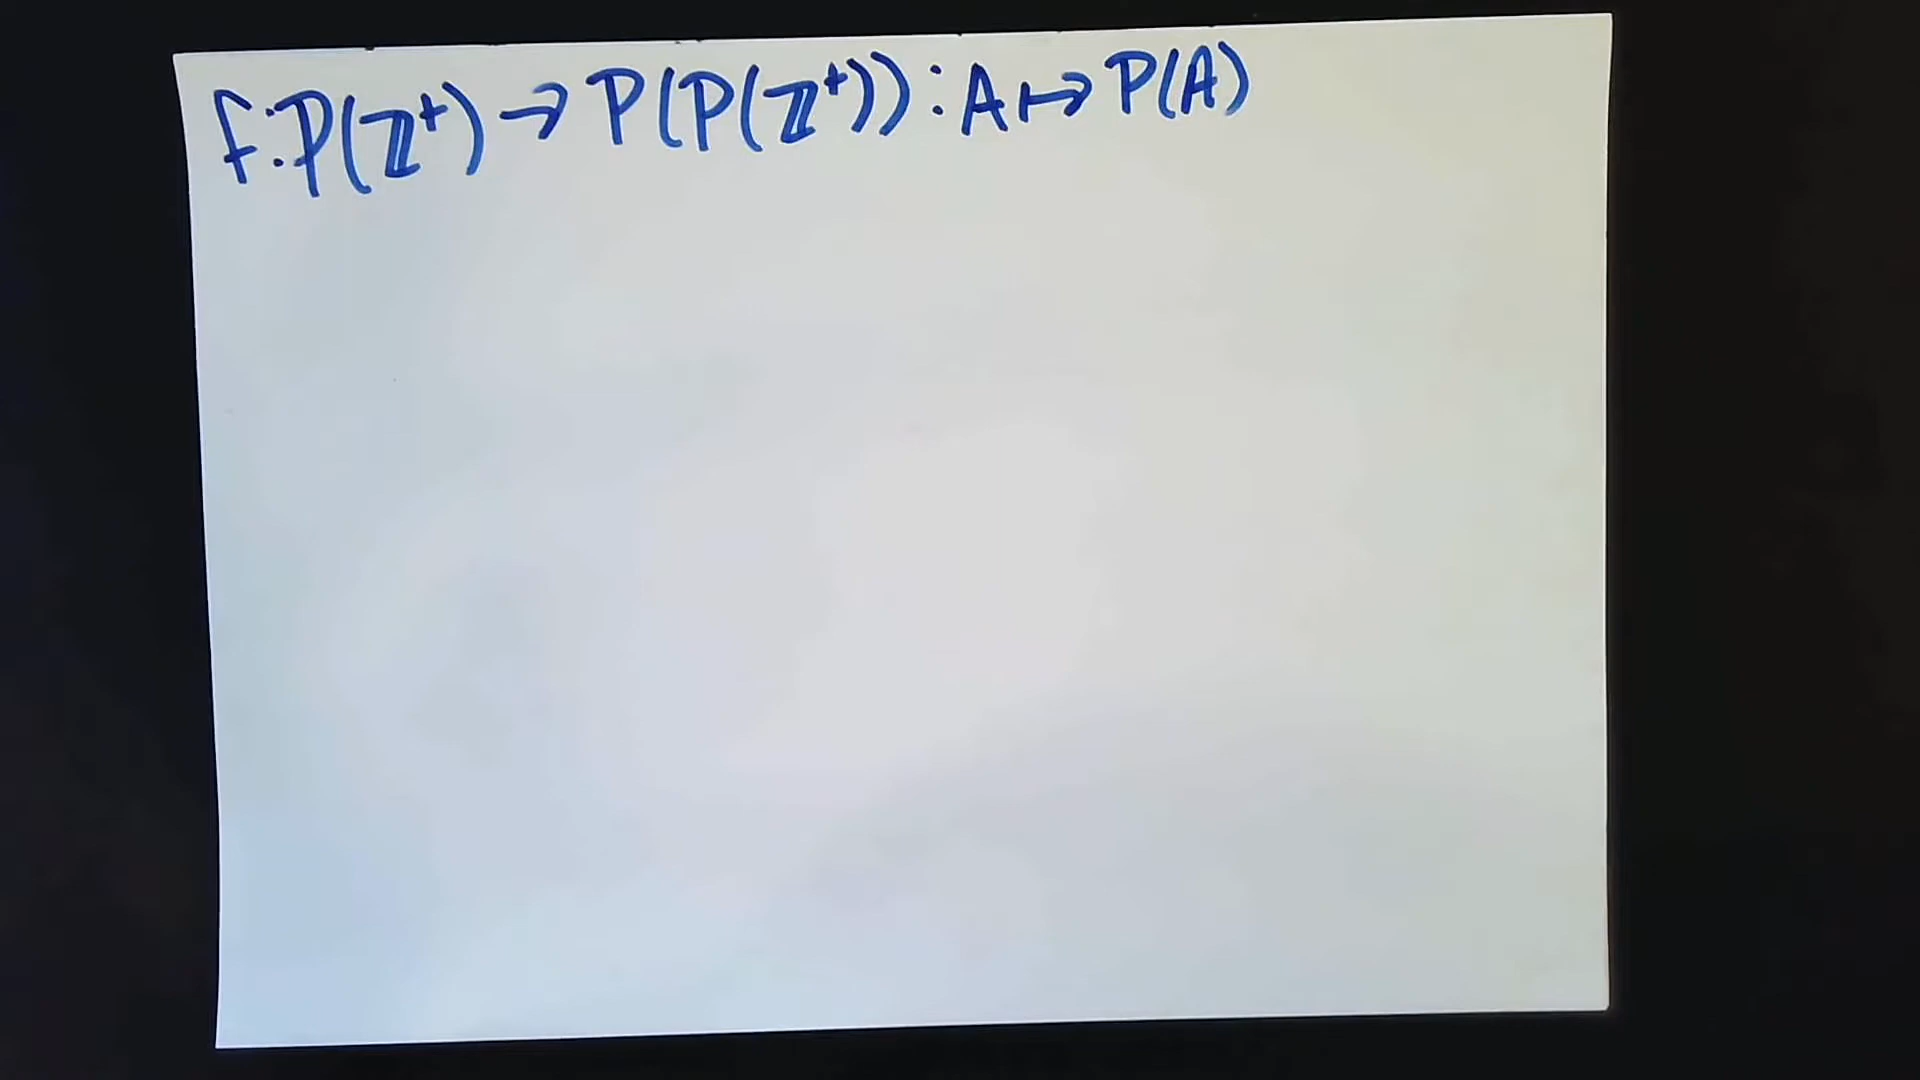 f:P(ℤ⁺) → P(P(ℤ⁺)) : A ↦ P(A)